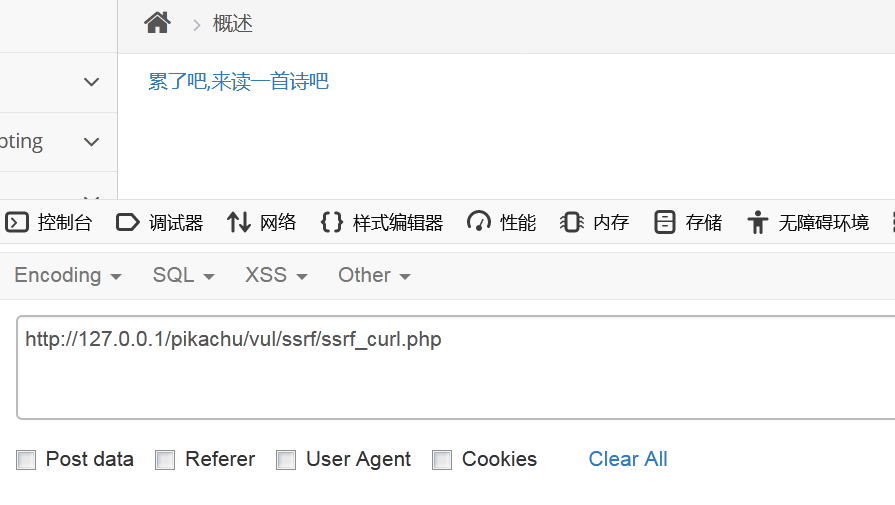 概述
累了吧,来读一首诗吧
pting
控制台 调试器 网络 样式编辑器 性能 内存 存储 无障碍环境
Encoding SQL XSS Other
http://127.0.0.1/pikachu/vul/ssrf/ssrf_curl.php
Post data Referer User Agent Cookies Clear All